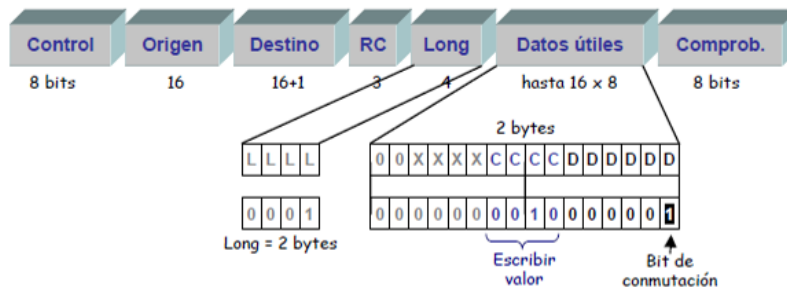 Control Origen Destino RC Long Datos útiles Comprob.
8 bits 16 16+1 3 4 hasta 16 x 8 8 bits
2 bytes
L L L L 0 0 X X X X C C C C D D D D D D
0 0 0 1 0 0 0 0 0 0 0 0 1 0 0 0 0 0 0 1
Long = 2 bytes
Escribir
valor
Bit de
conmutación